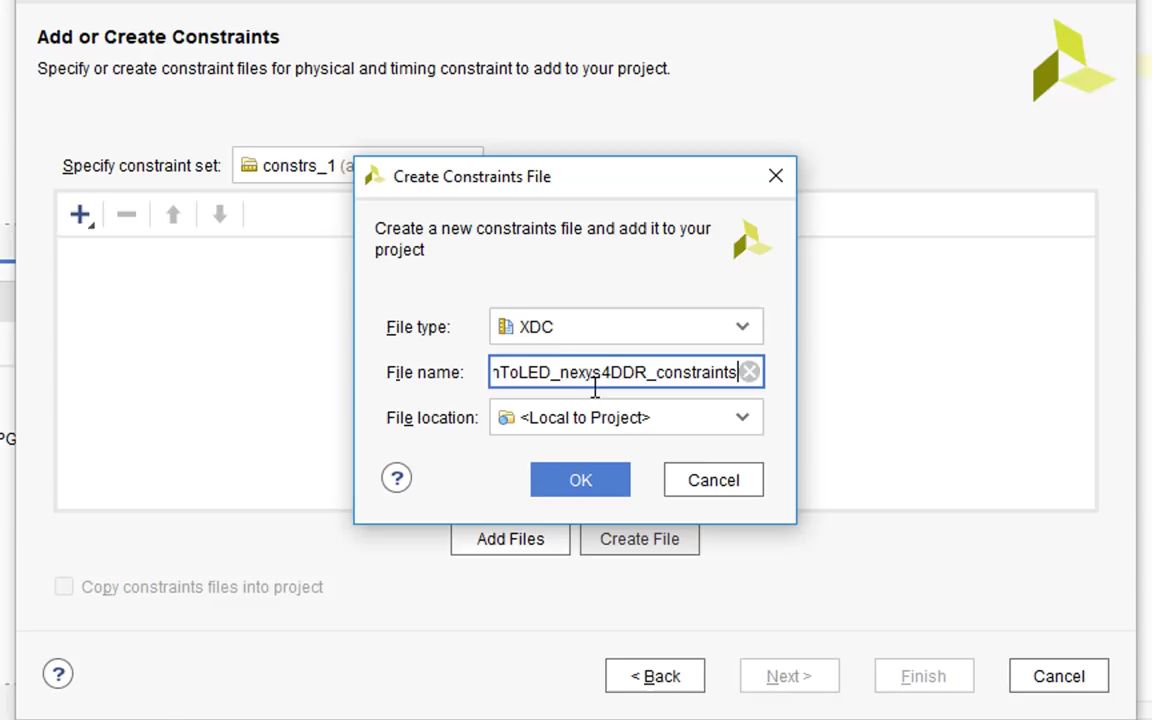 Add or Create Constraints
Specify or create constraint files for physical and timing constraint to add to your project.
Specify constraint set: constrs_1 (a
Create Constraints File
Create a new constraints file and add it to your
project
File type: XDC
File name: nToLED_nexys4DDR_constraints
File location: <Local to Project>
? OK Cancel
Add Files Create File
Copy constraints files into project
PG
? < Back Next > Finish Cancel